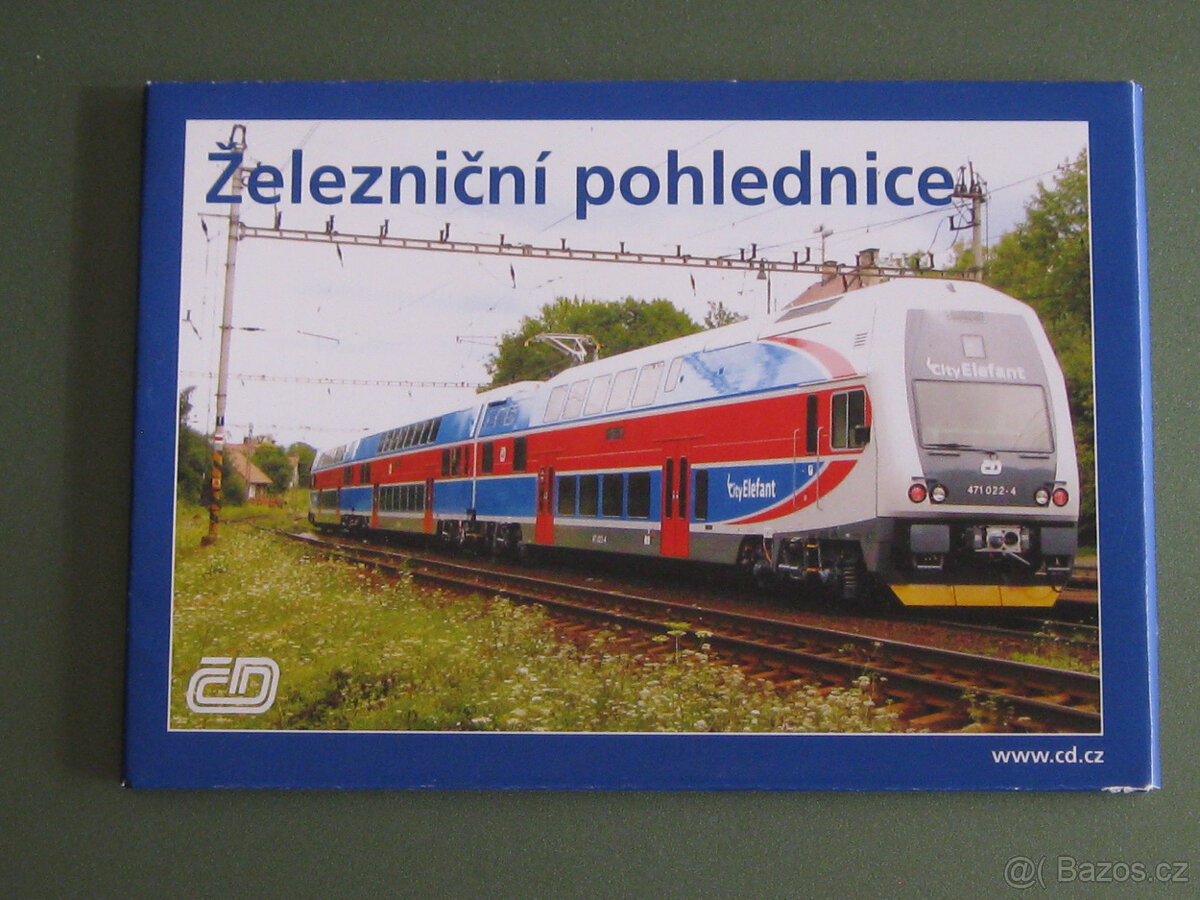 Železniční pohlednice
CityElefant
CityElefant
471 022-4
ČD
www.cd.cz
@( Bazos.cz